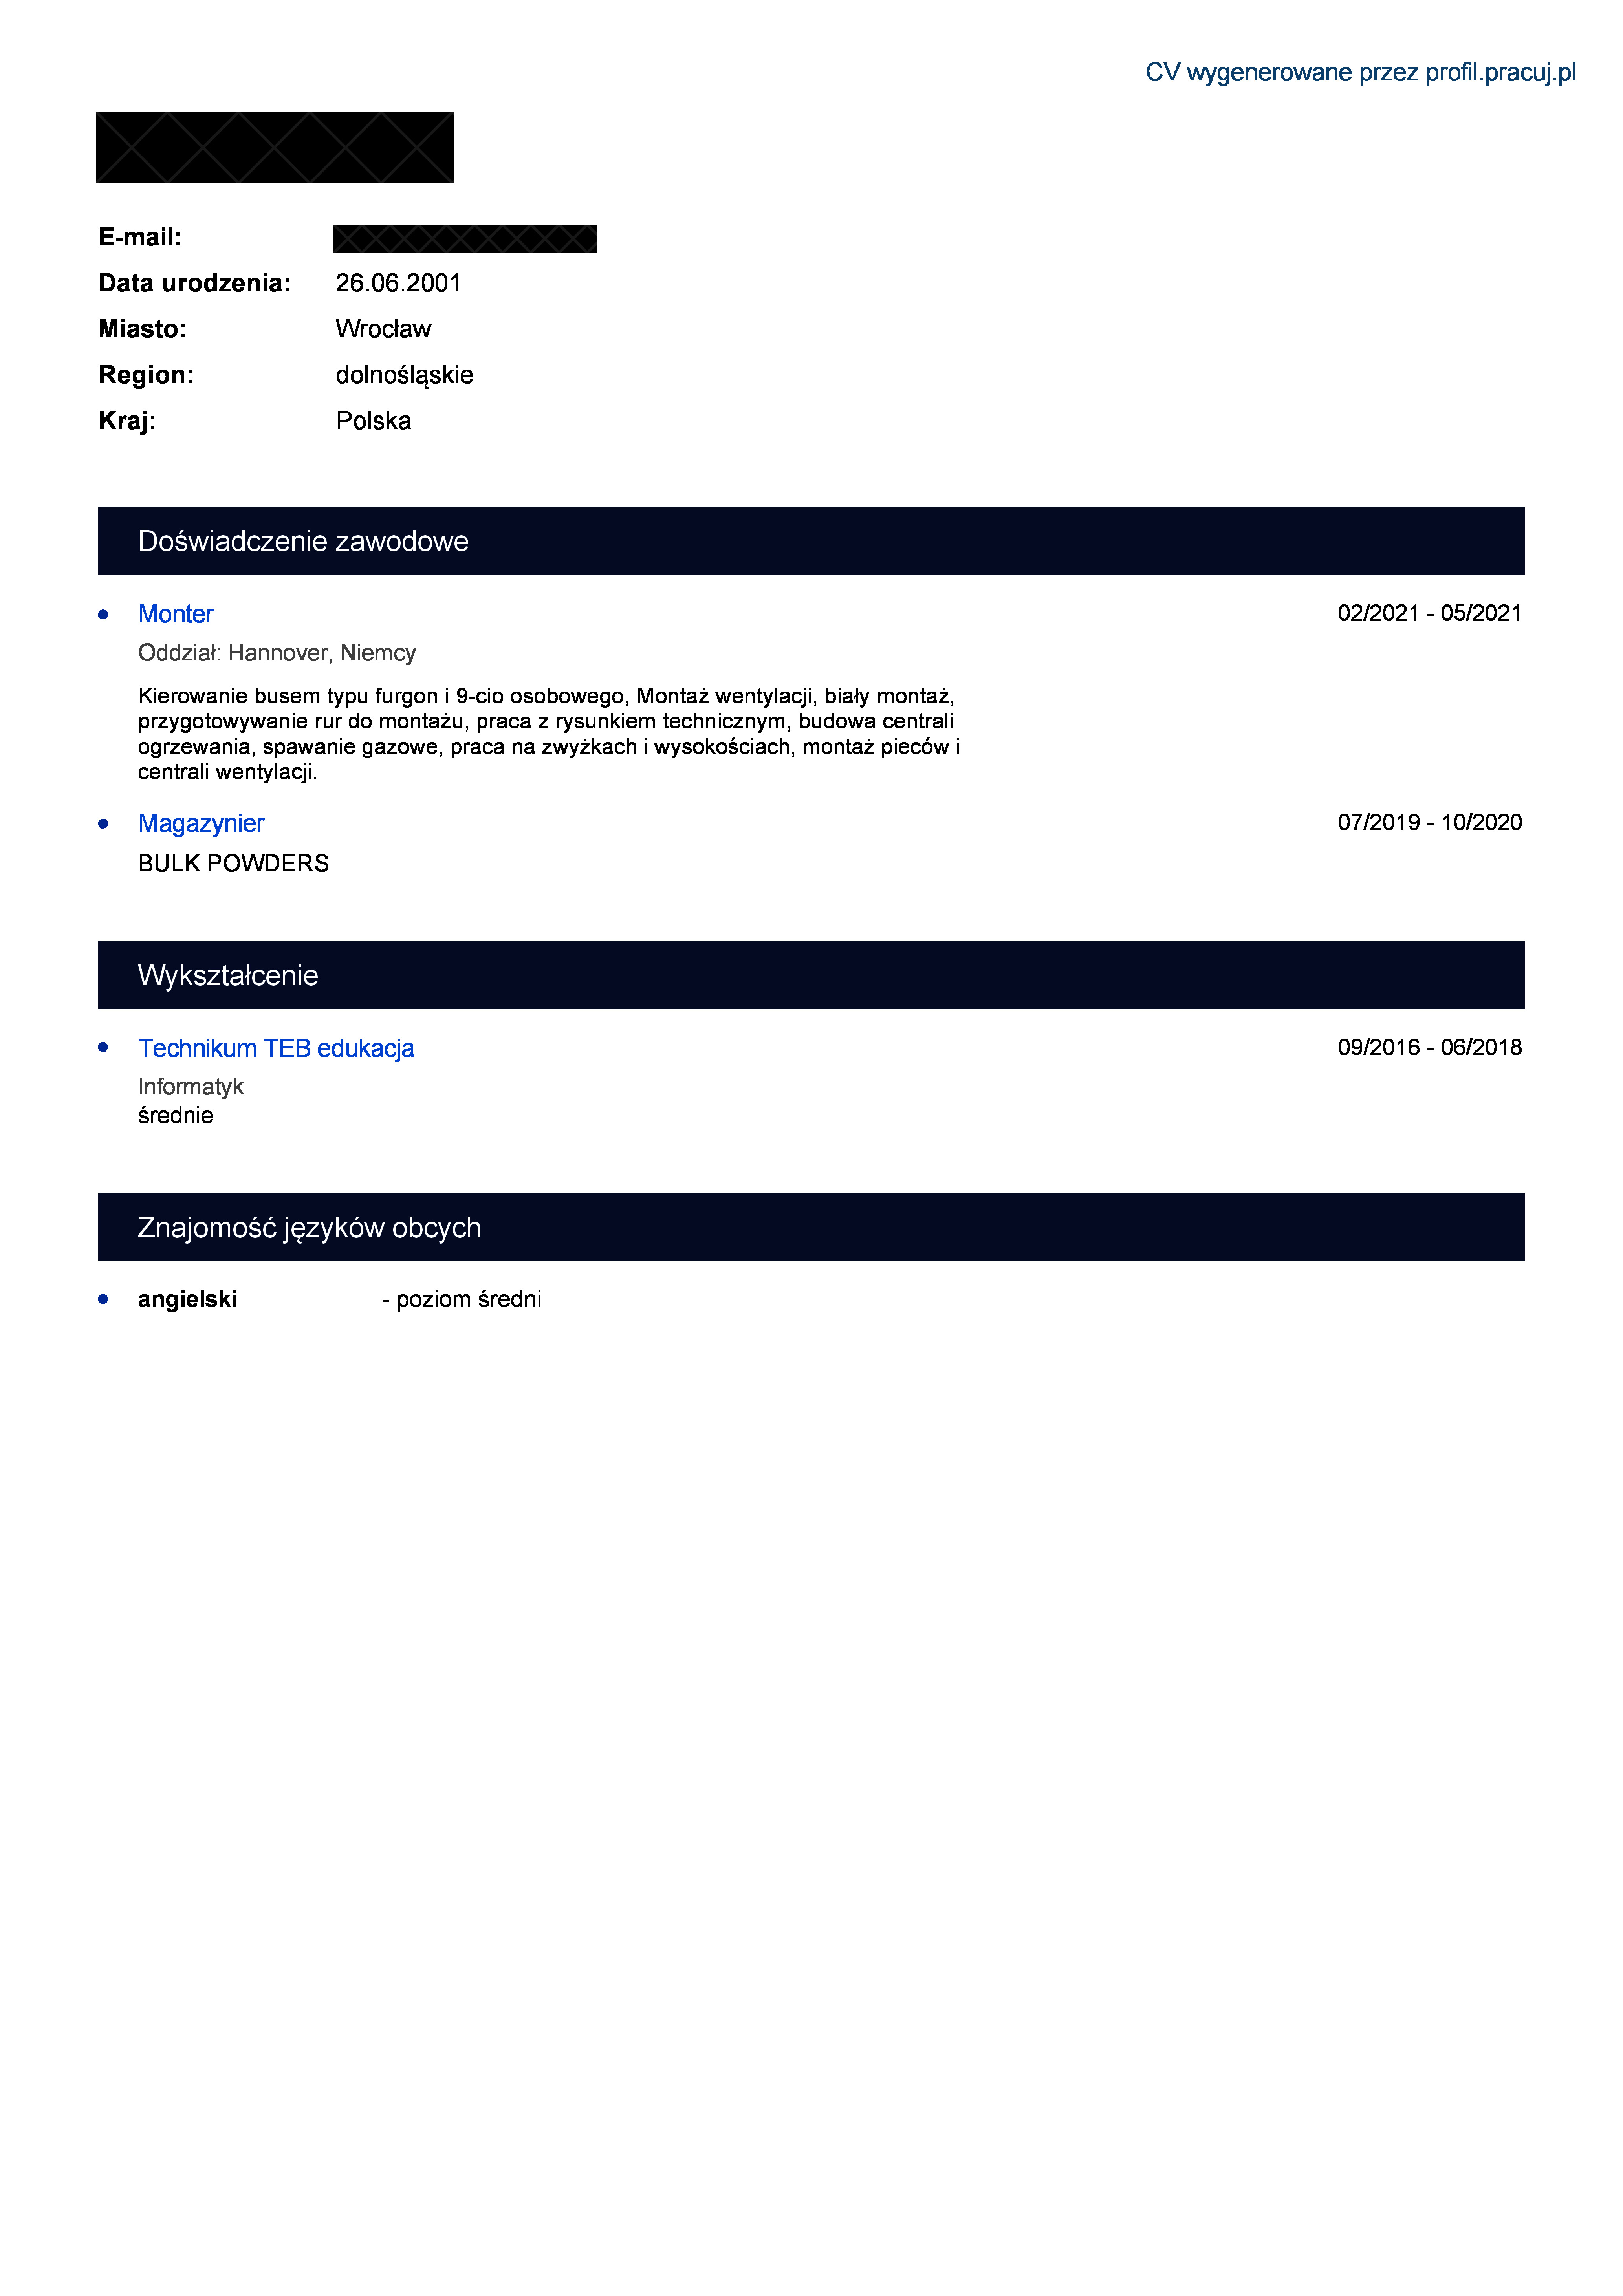 CV wygenerowane przez profil.pracuj.pl
E-mail:
Data urodzenia: 26.06.2001
Miasto: Wrocław
Region: dolnośląskie
Kraj: Polska
Doświadczenie zawodowe
Monter 02/2021 - 05/2021
Oddział: Hannover, Niemcy
Kierowanie busem typu furgon i 9-cio osobowego, Montaż wentylacji, biały montaż,
przygotowywanie rur do montażu, praca z rysunkiem technicznym, budowa centrali
ogrzewania, spawanie gazowe, praca na zwyżkach i wysokościach, montaż pieców i
centrali wentylacji.
Magazynier 07/2019 - 10/2020
BULK POWDERS
Wykształcenie
Technikum TEB edukacja 09/2016 - 06/2018
Informatyk
średnie
Znajomość języków obcych
angielski - poziom średni